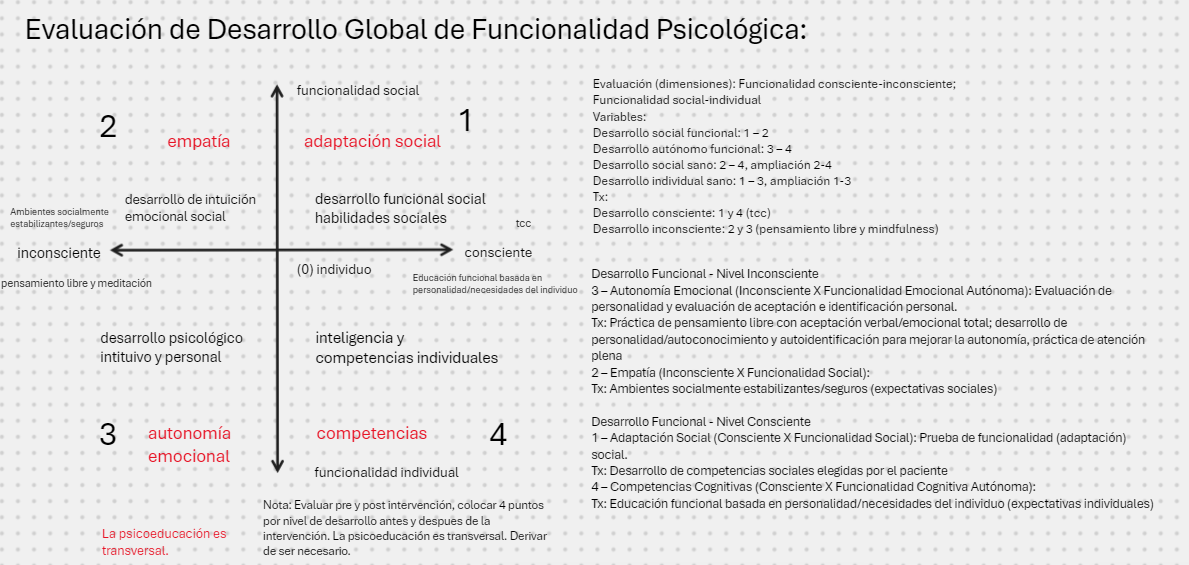 Evaluación de Desarrollo Global de Funcionalidad Psicológica:
funcionalidad social
2
1
empatía
adaptación social
desarrollo de intuición
emocional social
desarrollo funcional social
habilidades sociales
Ambientes socialmente
estabilizantes/seguros
tcc
inconsciente
consciente
(0) individuo
pensamiento libre y meditación
Educación funcional basada en
personalidad/necesidades del individuo
desarrollo psicológico
intituivo y personal
inteligencia y
competencias individuales
3
autonomía
emocional
competencias
4
funcionalidad individual
La psicoeducación es
transversal.
Nota: Evaluar pre y post intervención, colocar 4 puntos
por nivel de desarrollo antes y despues de la
intervención. La psicoeducación es transversal. Derivar
de ser necesario.
Evaluación (dimensiones): Funcionalidad consciente-inconsciente;
Funcionalidad social-individual
Variables:
Desarrollo social funcional: 1 – 2
Desarrollo autónomo funcional: 3 – 4
Desarrollo social sano: 2 – 4, ampliación 2-4
Desarrollo individual sano: 1 – 3, ampliación 1-3
Tx:
Desarrollo consciente: 1 y 4 (tcc)
Desarrollo inconsciente: 2 y 3 (pensamiento libre y mindfulness)
Desarrollo Funcional - Nivel Inconsciente
3 – Autonomía Emocional (Inconsciente X Funcionalidad Emocional Autónoma): Evaluación de
personalidad y evaluación de aceptación e identificación personal.
Tx: Práctica de pensamiento libre con aceptación verbal/emocional total; desarrollo de
personalidad/autoconocimiento y autoidentificación para mejorar la autonomía, práctica de atención
plena
2 – Empatía (Inconsciente X Funcionalidad Social):
Tx: Ambientes socialmente estabilizantes/seguros (expectativas sociales)
Desarrollo Funcional - Nivel Consciente
1 – Adaptación Social (Consciente X Funcionalidad Social): Prueba de funcionalidad (adaptación)
social.
Tx: Desarrollo de competencias sociales elegidas por el paciente
4 – Competencias Cognitivas (Consciente X Funcionalidad Cognitiva Autónoma):
Tx: Educación funcional basada en personalidad/necesidades del individuo (expectativas individuales)